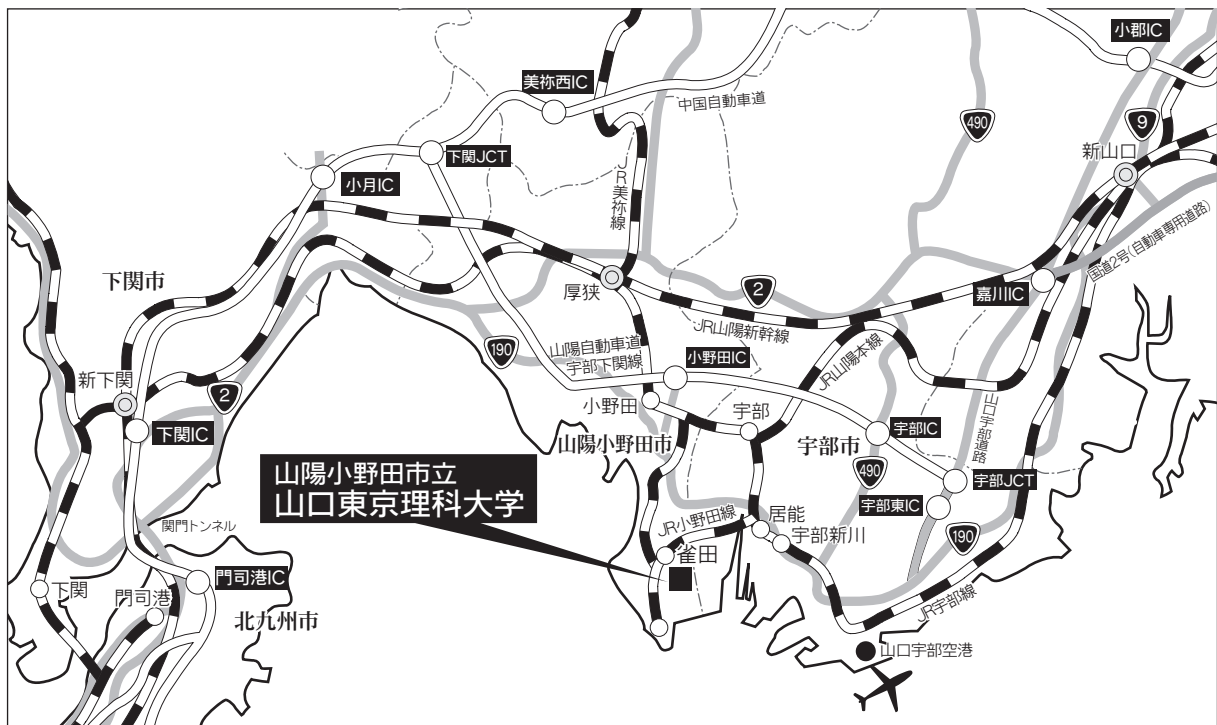 小郡IC
美祢西IC
中国自動車道
490
9
新山口
下関JCT
小月IC
JR美祢線
国道2号(自動車専用道路)
下関市
厚狭
2
嘉川IC
JR山陽新幹線
190
山陽自動車道
宇部下関線
小野田IC
JR山陽本線
新下関
2
小野田
宇部
山口宇部道路
下関IC
山陽小野田市
宇部市
宇部IC
山陽小野田市立
山口東京理科大学
490
宇部JCT
宇部東IC
関門トンネル
JR小野田線
居能
宇部新川
190
雀田
下関
門司港IC
門司港
北九州市
JR宇部線
山口宇部空港